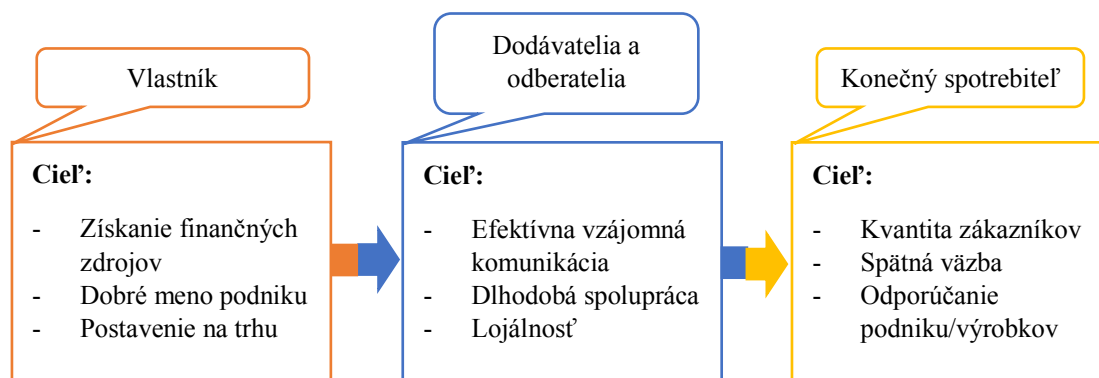 Vlastník
Cieľ:
- Získanie finančných
zdrojov
- Dobré meno podniku
- Postavenie na trhu
Dodávatelia a
odberatelia
Cieľ:
- Efektívna vzájomná
komunikácia
- Dlhodobá spolupráca
- Lojálnosť
Konečný spotrebiteľ
Cieľ:
- Kvantita zákazníkov
- Spätná väzba
- Odporúčanie
podniku/výrobkov